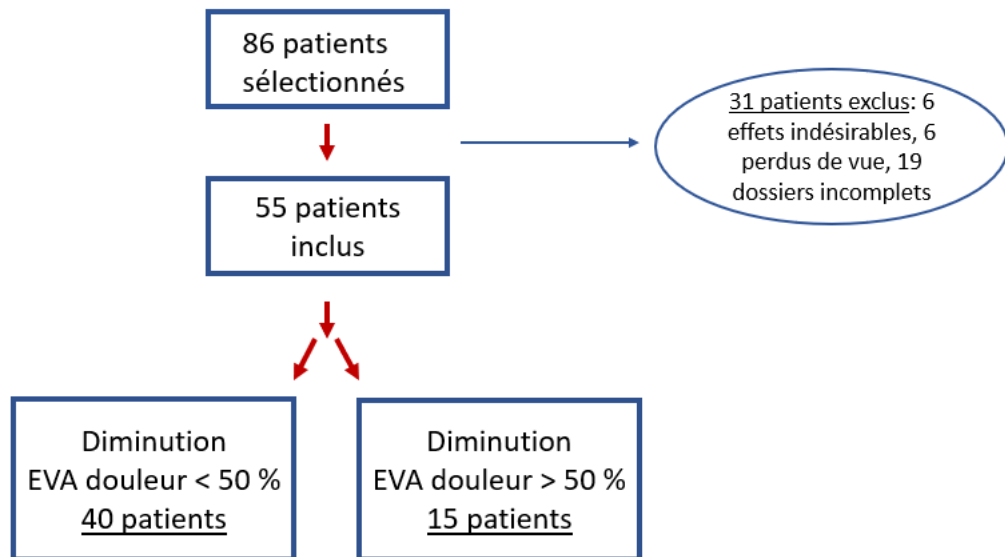 86 patients
sélectionnés
31 patients exclus: 6
effets indésirables, 6
perdus de vue, 19
dossiers incomplets
55 patients
inclus
Diminution
EVA douleur < 50 %
40 patients
Diminution
EVA douleur > 50 %
15 patients